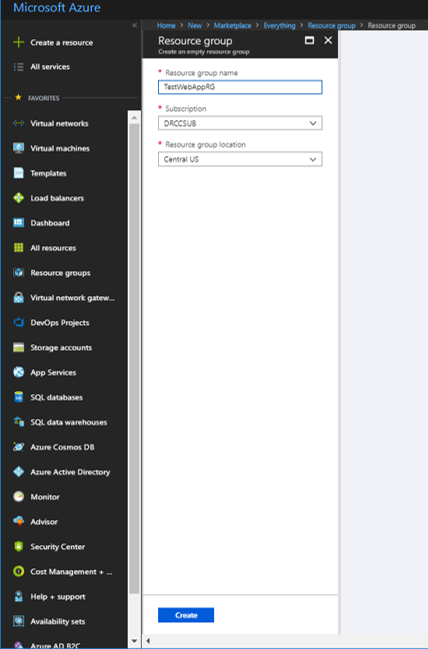 Microsoft Azure
Home > New > Marketplace > Everything > Resource group > Resource group
Create a resource
All services
FAVORITES
Virtual networks
Virtual machines
Templates
Load balancers
Dashboard
All resources
Resource groups
Virtual network gatew...
DevOps Projects
Storage accounts
App Services
SQL databases
SQL data warehouses
Azure Cosmos DB
Azure Active Directory
Monitor
Advisor
Security Center
Cost Management + ...
Help + support
Availability sets
Azure AD B2C
Resource group
Create an empty resource group
* Resource group name
TestWebAppRG
* Subscription
DRCCSUB
* Resource group location
Central US
Create